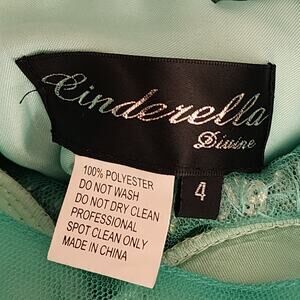 Cinderella
Divine
4
100% POLYESTER
DO NOT WASH
DO NOT DRY CLEAN
PROFESSIONAL
SPOT CLEAN ONLY
MADE IN CHINA